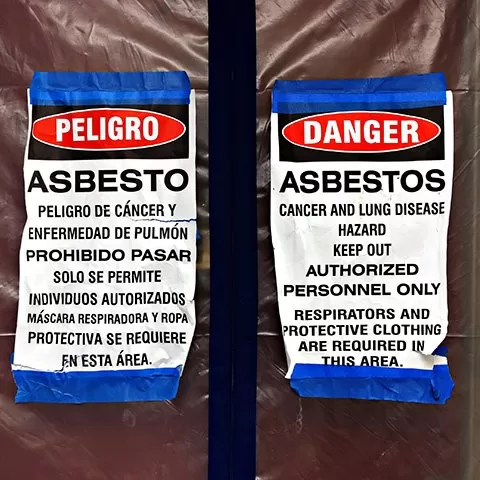 PELIGRO
ASBESTO
PELIGRO DE CÁNCER Y
ENFERMEDAD DE PULMÓN
PROHIBIDO PASAR
SOLO SE PERMITE
INDIVIDUOS AUTORIZADOS
MÁSCARA RESPIRADORA Y ROPA
PROTECTIVA SE REQUIERE
EN ESTA ÁREA.
DANGER
ASBESTOS
CANCER AND LUNG DISEASE
HAZARD
KEEP OUT
AUTHORIZED
PERSONNEL ONLY
RESPIRATORS AND
PROTECTIVE CLOTHING
ARE REQUIRED IN
THIS AREA.